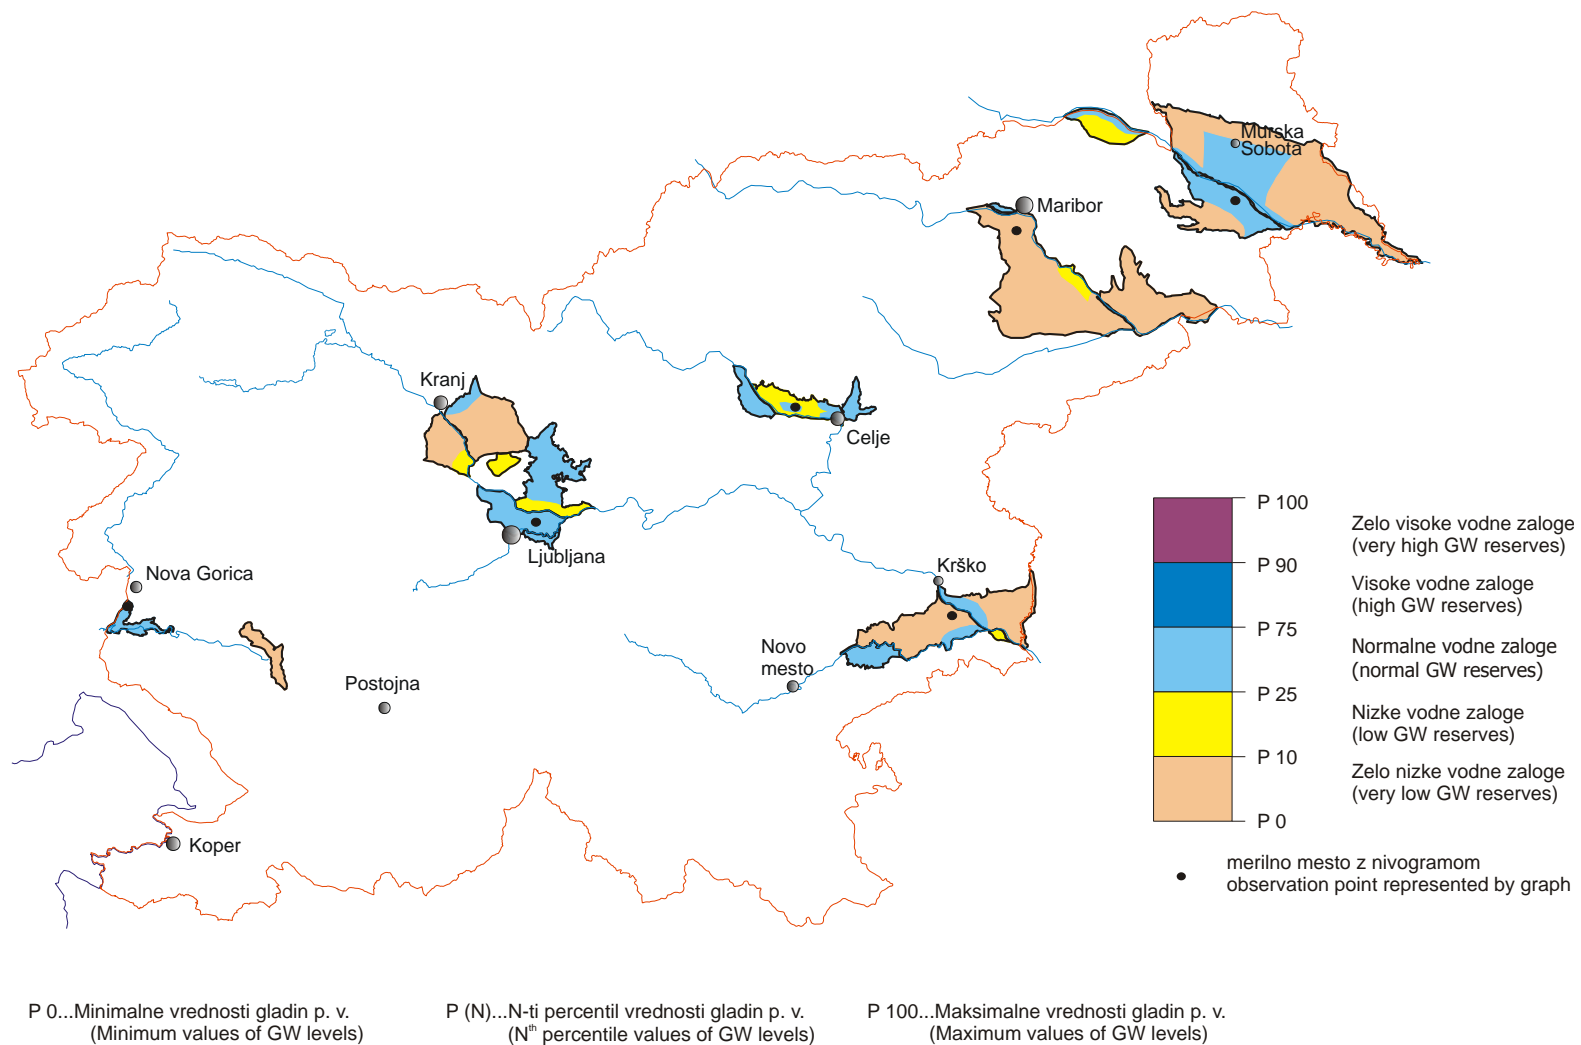 Murska
Sobota
Maribor
Kranj
Celje
Ljubljana
Nova Gorica
Krško
Novo
mesto
Postojna
Koper
P 100
Zelo visoke vodne zaloge
(very high GW reserves)
P 90
Visoke vodne zaloge
(high GW reserves)
P 75
Normalne vodne zaloge
(normal GW reserves)
P 25
Nizke vodne zaloge
(low GW reserves)
P 10
Zelo nizke vodne zaloge
(very low GW reserves)
P 0
merilno mesto z nivogramom
observation point represented by graph
P 0...Minimalne vrednosti gladin p. v.
(Minimum values of GW levels)
P (N)...N-ti percentil vrednosti gladin p. v.
(Nth percentile values of GW levels)
P 100...Maksimalne vrednosti gladin p. v.
(Maximum values of GW levels)